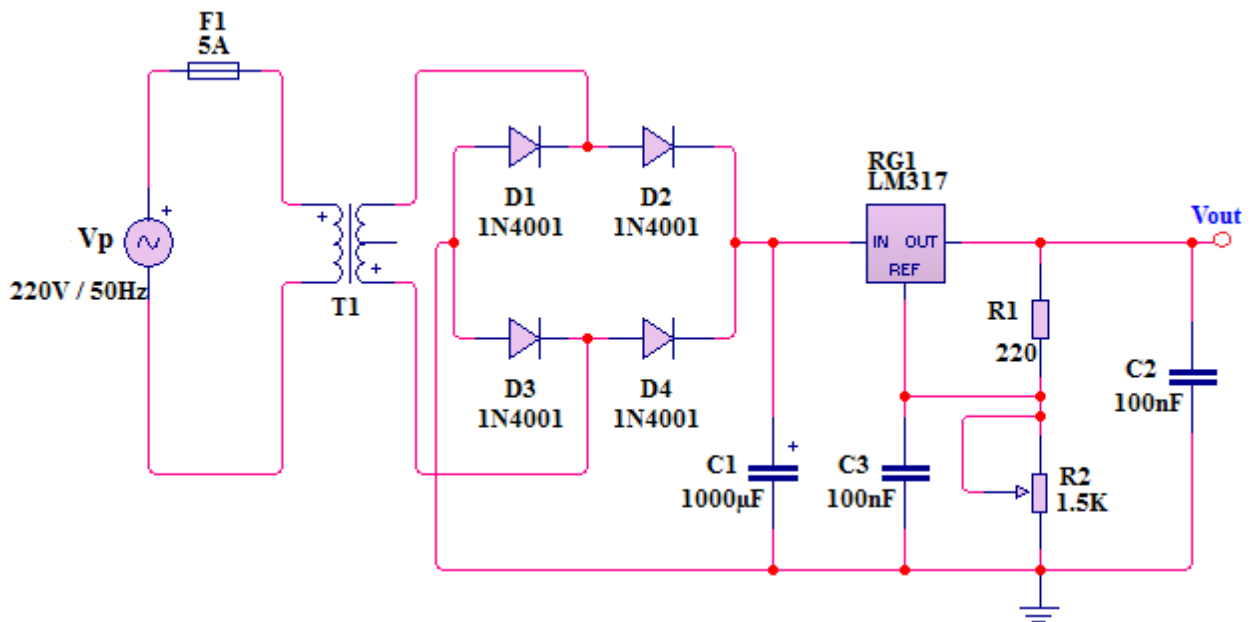 F1
5A
Vp
220V / 50Hz
T1
D1
1N4001
D2
1N4001
D3
1N4001
D4
1N4001
RG1
LM317
IN OUT
REF
Vout
R1
220
C2
100nF
C1
1000µF
C3
100nF
R2
1.5K